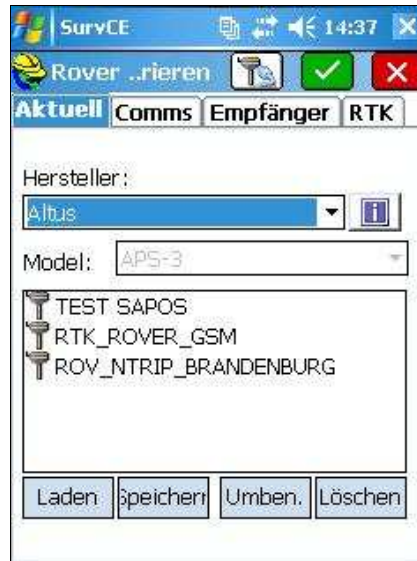 SurvCE 14:37
Rover ..rieren
Aktuell Comms Empfänger RTK
Hersteller:
Altus
Model: APS-3
TEST SAPOS
RTK_ROVER_GSM
ROV_NTRIP_BRANDENBURG
Laden Speichern Umben. Löschen